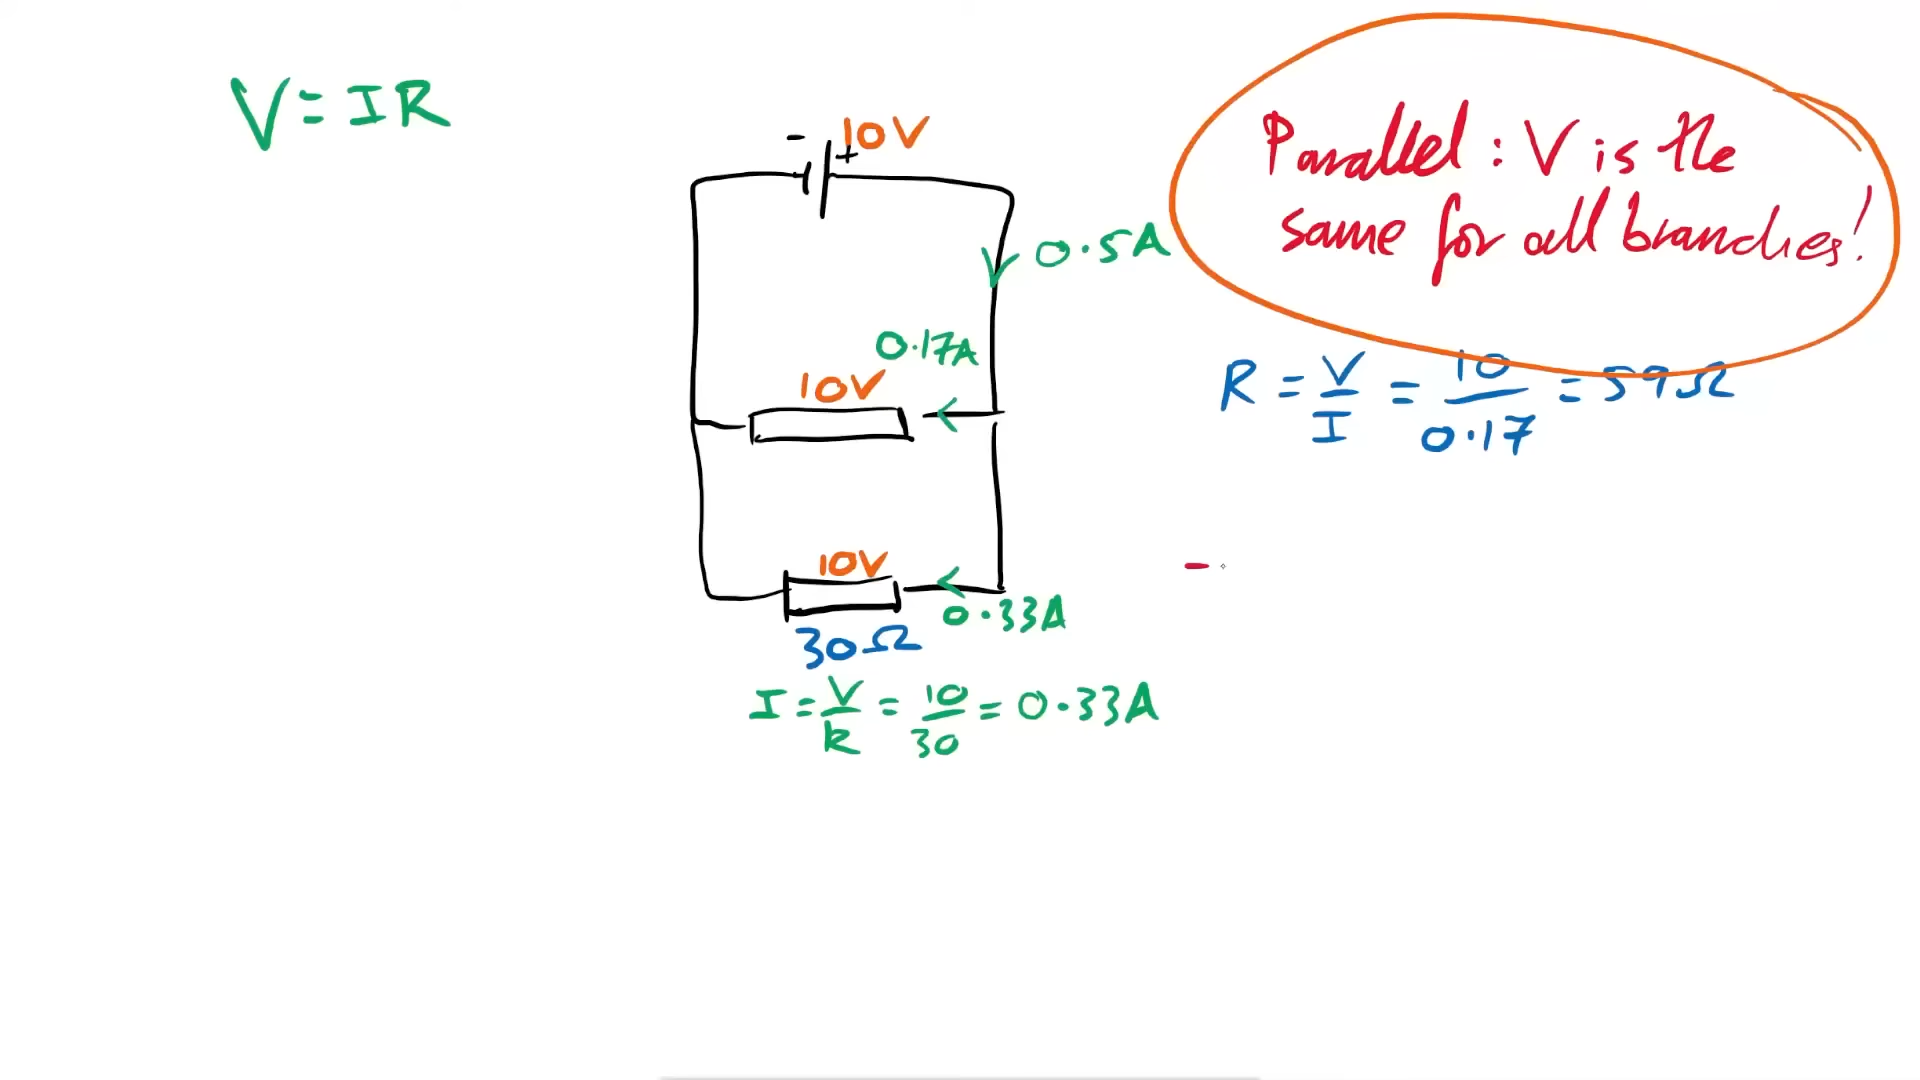 V = IR
- + 10V
Parallel : V is the
same for all branches!
0.5A
0.17A
10V
R = V/I = 10/0.17 = 59Ω
10V
0.33A
30Ω
I = V/R = 10/30 = 0.33A